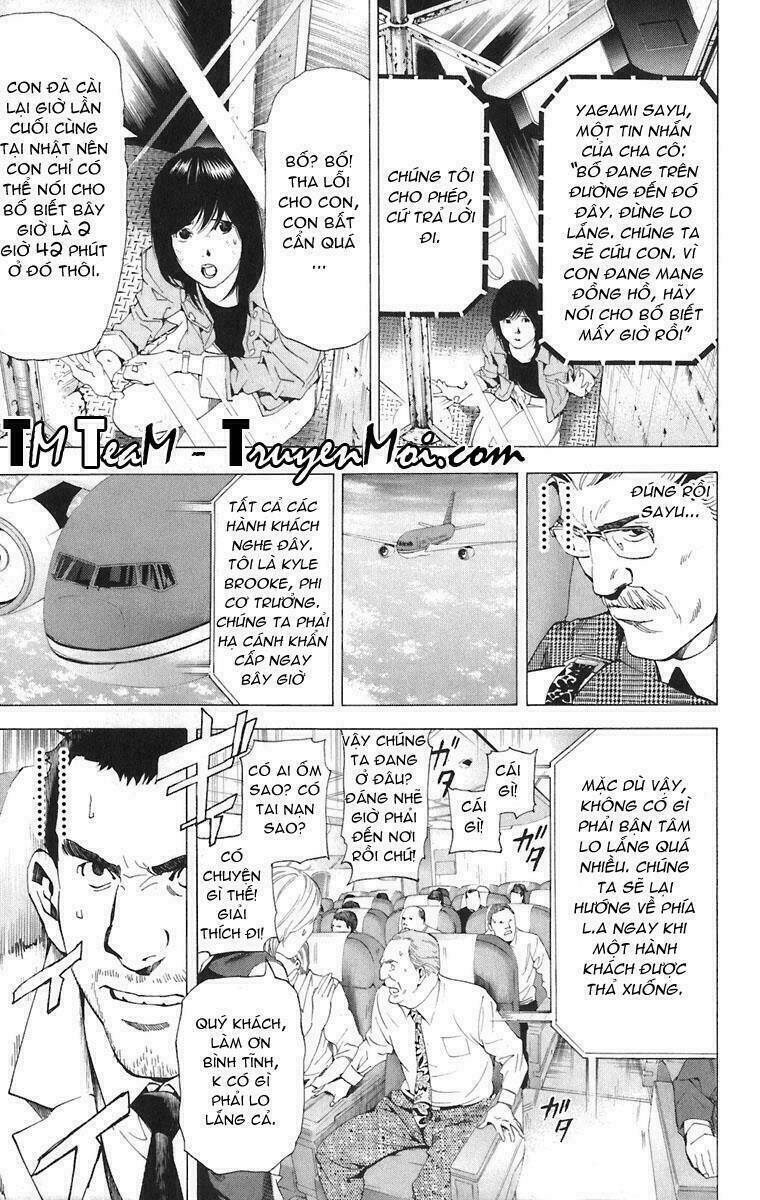 YAGAMI SAYU,
MỘT TIN NHẮN
CỦA CHA CÔ:
"BỐ ĐANG TRÊN
ĐƯỜNG ĐẾN ĐÓ
ĐÂY. ĐỪNG LO
LẮNG. CHÚNG TA
SẼ CỨU CON. VÌ
CON ĐANG MANG
ĐỒNG HỒ, HÃY
NÓI CHO BỐ BIẾT
MẤY GIỜ RỒI"
CHÚNG TÔI
CHO PHÉP,
CỨ TRẢ LỜI
ĐI.
BỐ? BỐ!
THA LỖI
CHO CON,
CON BẤT
CẨN QUÁ
...
CON ĐÃ CÀI
LẠI GIỜ LẦN
CUỐI CÙNG
TẠI NHẬT NÊN
CON CHỈ CÓ
THỂ NÓI CHO
BỐ BIẾT BÂY
GIỜ LÀ 2
GIỜ 42 PHÚT
Ở ĐÓ THÔI.
TM TeaM - TruyenMoi.com
ĐÚNG RỒI
SAYU...
TẤT CẢ CÁC
HÀNH KHÁCH
NGHE ĐÂY.
TÔI LÀ KYLE
BROOKE, PHI
CƠ TRƯỞNG.
CHÚNG TA PHẢI
HẠ CÁNH KHẨN
CẤP NGAY
BÂY GIỜ
MẶC DÙ VẬY,
KHÔNG CÓ GÌ
PHẢI BẬN TÂM
LO LẮNG QUÁ
NHIỀU. CHÚNG
TA SẼ LẠI
HƯỚNG VỀ PHÍA
L.A NGAY KHI
MỘT HÀNH
KHÁCH ĐƯỢC
THẢ XUỐNG.
CÁI
GÌ!
CÁI
GÌ!
ガタ
ガタ
VẬY CHÚNG
TA ĐANG
Ở ĐÂU?
ĐÁNG NHẼ
GIỜ PHẢI
ĐẾN NƠI
RỒI CHỨ!
CÓ AI ỐM
SAO? CÓ
TAI NẠN
SAO?
CÓ
CHUYỆN
GÌ THẾ!
GIẢI
THÍCH ĐI!
QUÝ KHÁCH,
LÀM ƠN
BÌNH TĨNH,
K CÓ GÌ
PHẢI LO
LẮNG CẢ.
ガタ